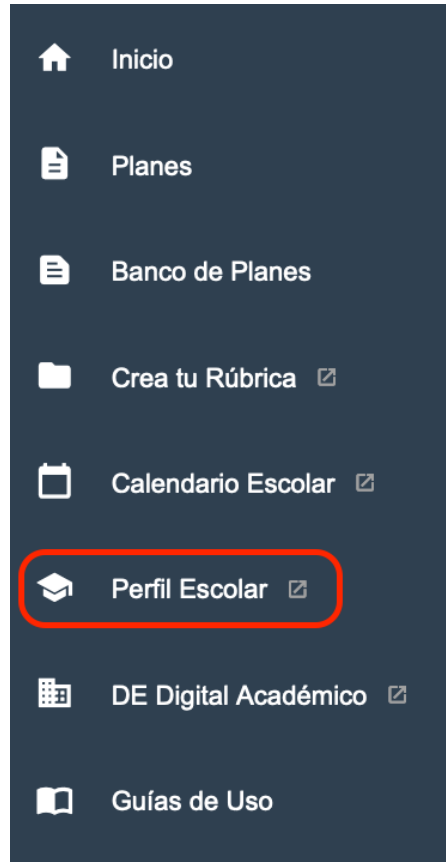 Inicio
Planes
Banco de Planes
Crea tu Rúbrica
Calendario Escolar
Perfil Escolar
DE Digital Académico
Guías de Uso